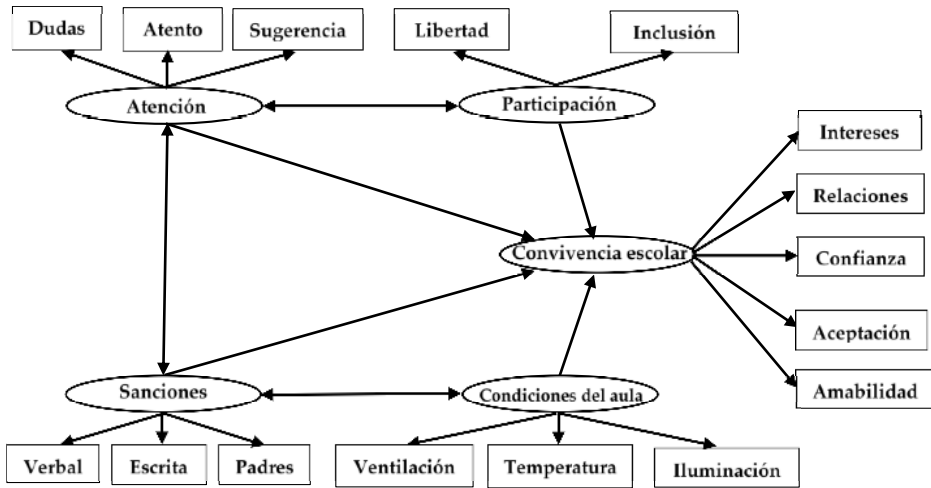 Dudas
Atento
Sugerencia
Libertad
Inclusión
Atención
Participación
Intereses
Relaciones
Convivencia escolar
Confianza
Aceptación
Amabilidad
Sanciones
Condiciones del aula
Verbal
Escrita
Padres
Ventilación
Temperatura
Iluminación